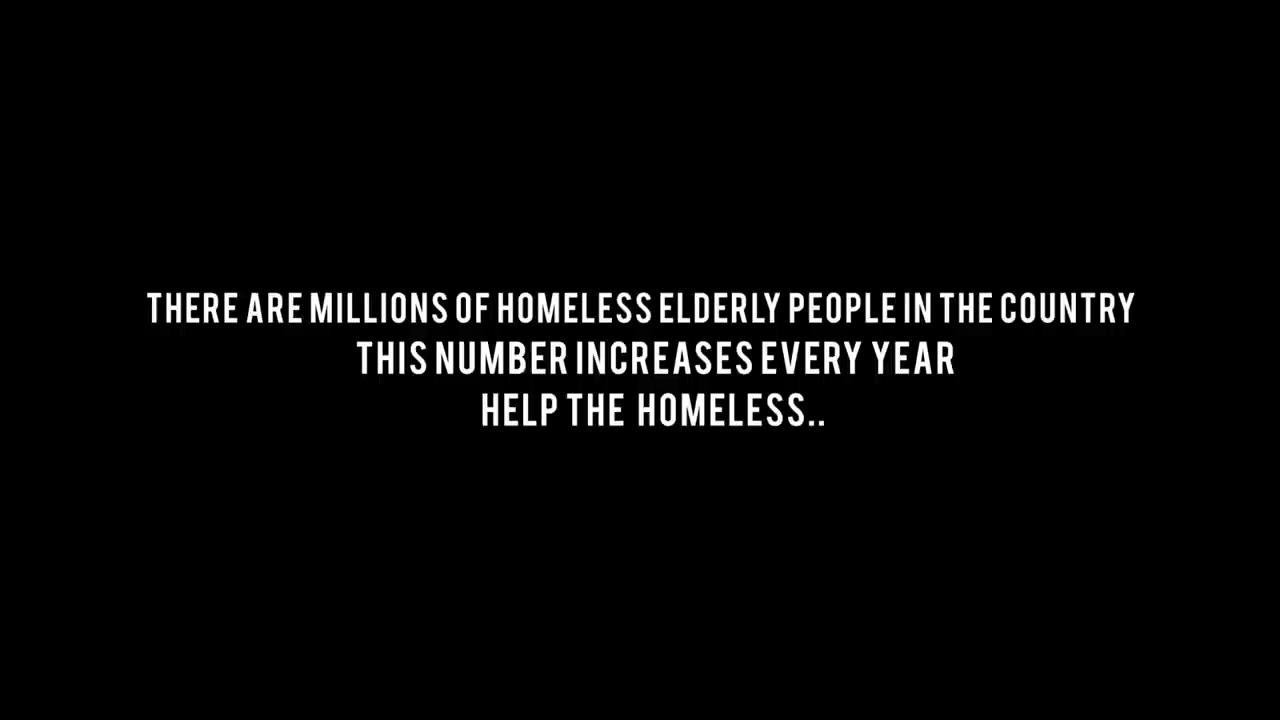 THERE ARE MILLIONS OF HOMELESS ELDERLY PEOPLE IN THE COUNTRY
THIS NUMBER INCREASES EVERY YEAR
HELP THE HOMELESS..